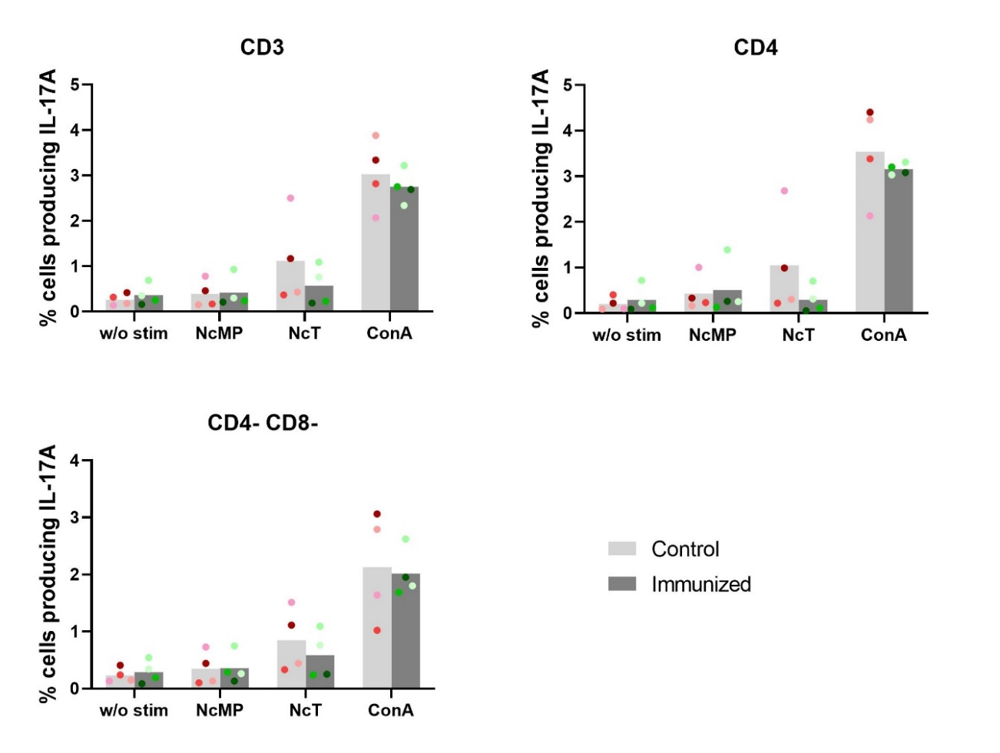 CD3
% cells producing IL-17A
5
4
3
2
1
0
w/o stim NcMP NcT ConA
CD4
% cells producing IL-17A
5
4
3
2
1
0
w/o stim NcMP NcT ConA
CD4- CD8-
% cells producing IL-17A
4
3
2
1
0
w/o stim NcMP NcT ConA
Control
Immunized